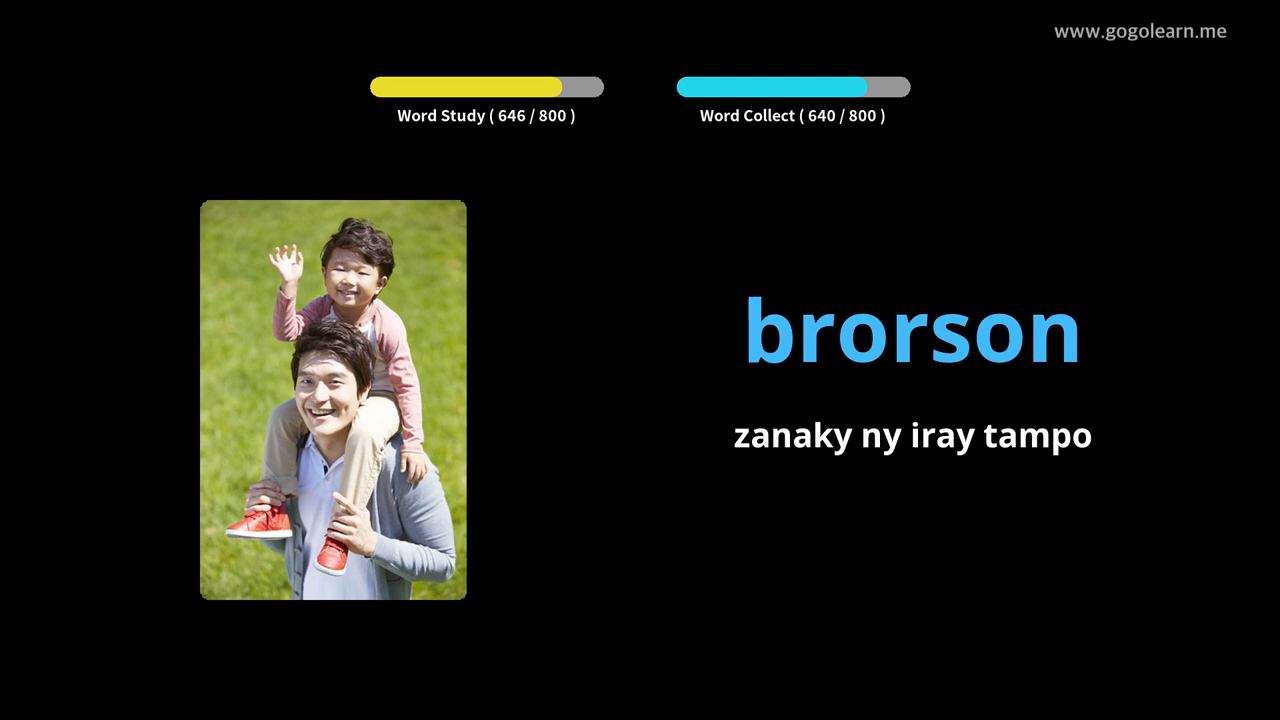 www.gogolearn.me
Word Study ( 646 / 800 )
Word Collect ( 640 / 800 )
brorson
zanaky ny iray tampo